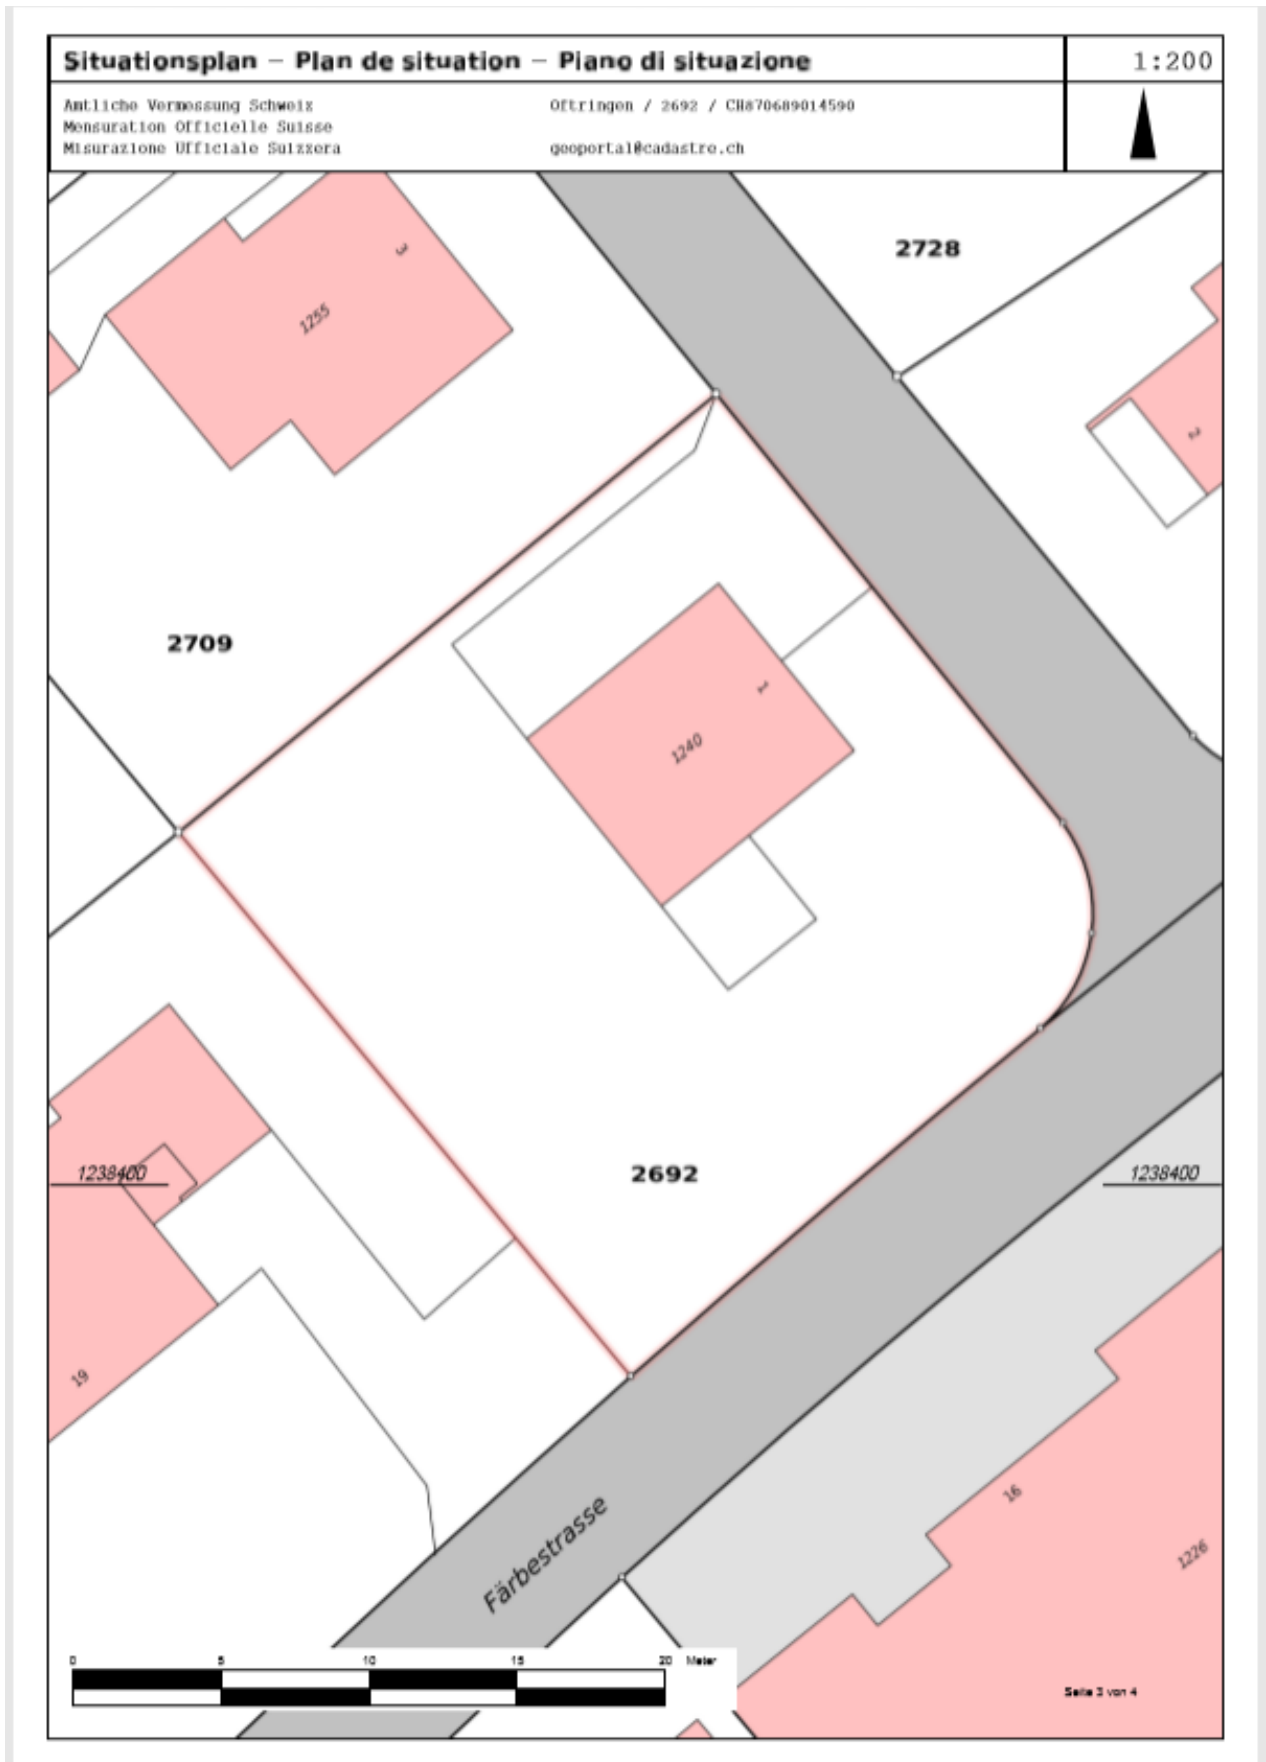 Situationsplan – Plan de situation – Piano di situazione
1:200
Amtliche Vermessung Schweiz
Mensuration Officielle Suisse
Misurazione Ufficiale Svizzera
Oftringen / 2692 / CH870689014590
geoportal@cadastre.ch
2728
3
1255
2
2709
1
1240
2692
1238400
1238400
19
16
1226
Färbestrasse
0 5 10 15 20 Meter
Seite 3 von 4